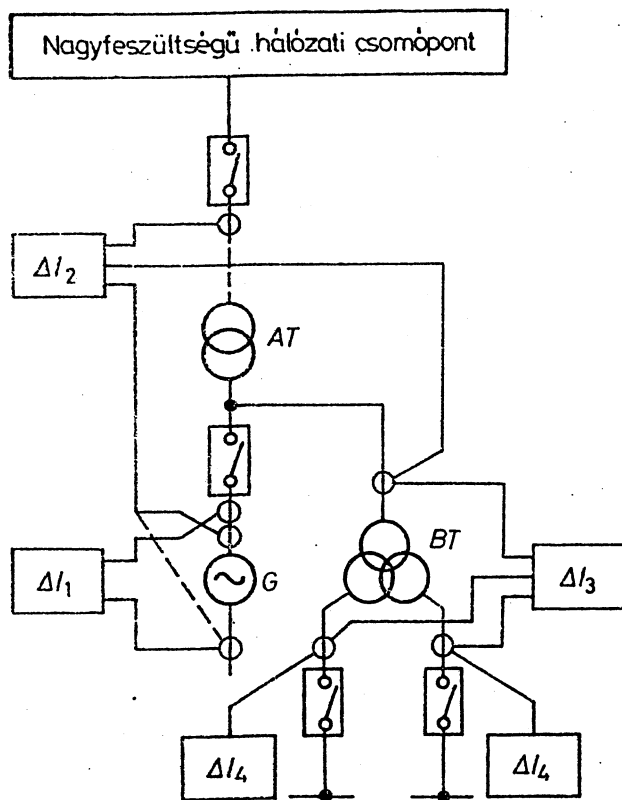 Nagyfeszültségű hálózati csomópont
ΔI₂
AT
BT
ΔI₁
G
ΔI₃
ΔI₄
ΔI₄